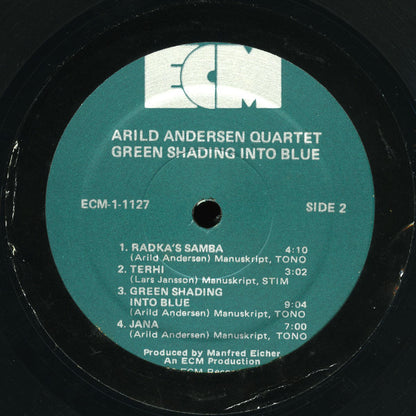 ECM
ARILD ANDERSEN QUARTET
GREEN SHADING INTO BLUE
ECM-1-1127
SIDE 2
1. RADKA'S SAMBA 4:10
(Arild Andersen) Manuskript, TONO
2. TERHI 3:02
(Lars Jansson) Manuskript, STIM
3. GREEN SHADING
INTO BLUE 9:04
(Arild Andersen) Manuskript, TONO
4. JANA 7:00
(Arild Andersen) Manuskript, TONO
Produced by Manfred Eicher
An ECM Production
ECM